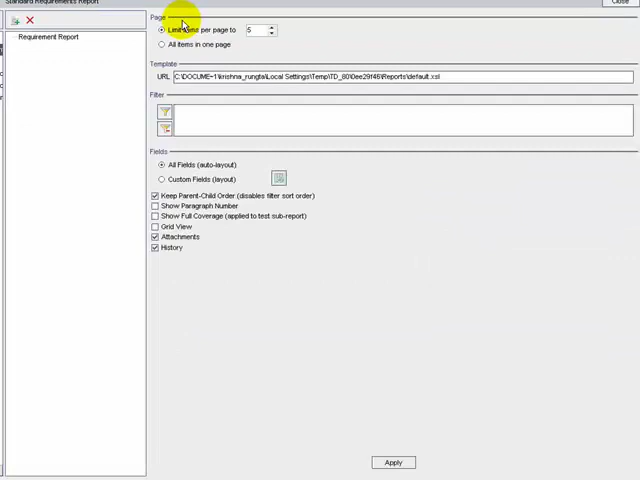 Standard Requirements Report
Close
Requirement Report
Page
Limit items per page to 5
All items in one page
Template
URL C:\DOCUME~1\krishna_rungta\Local Settings\Temp\TD_80\0ee29f46\Reports\default.xsl
Filter
Fields
All Fields (auto-layout)
Custom Fields (layout)
Keep Parent-Child Order (disables filter sort order)
Show Paragraph Number
Show Full Coverage (applied to test sub-report)
Grid View
Attachments
History
Apply